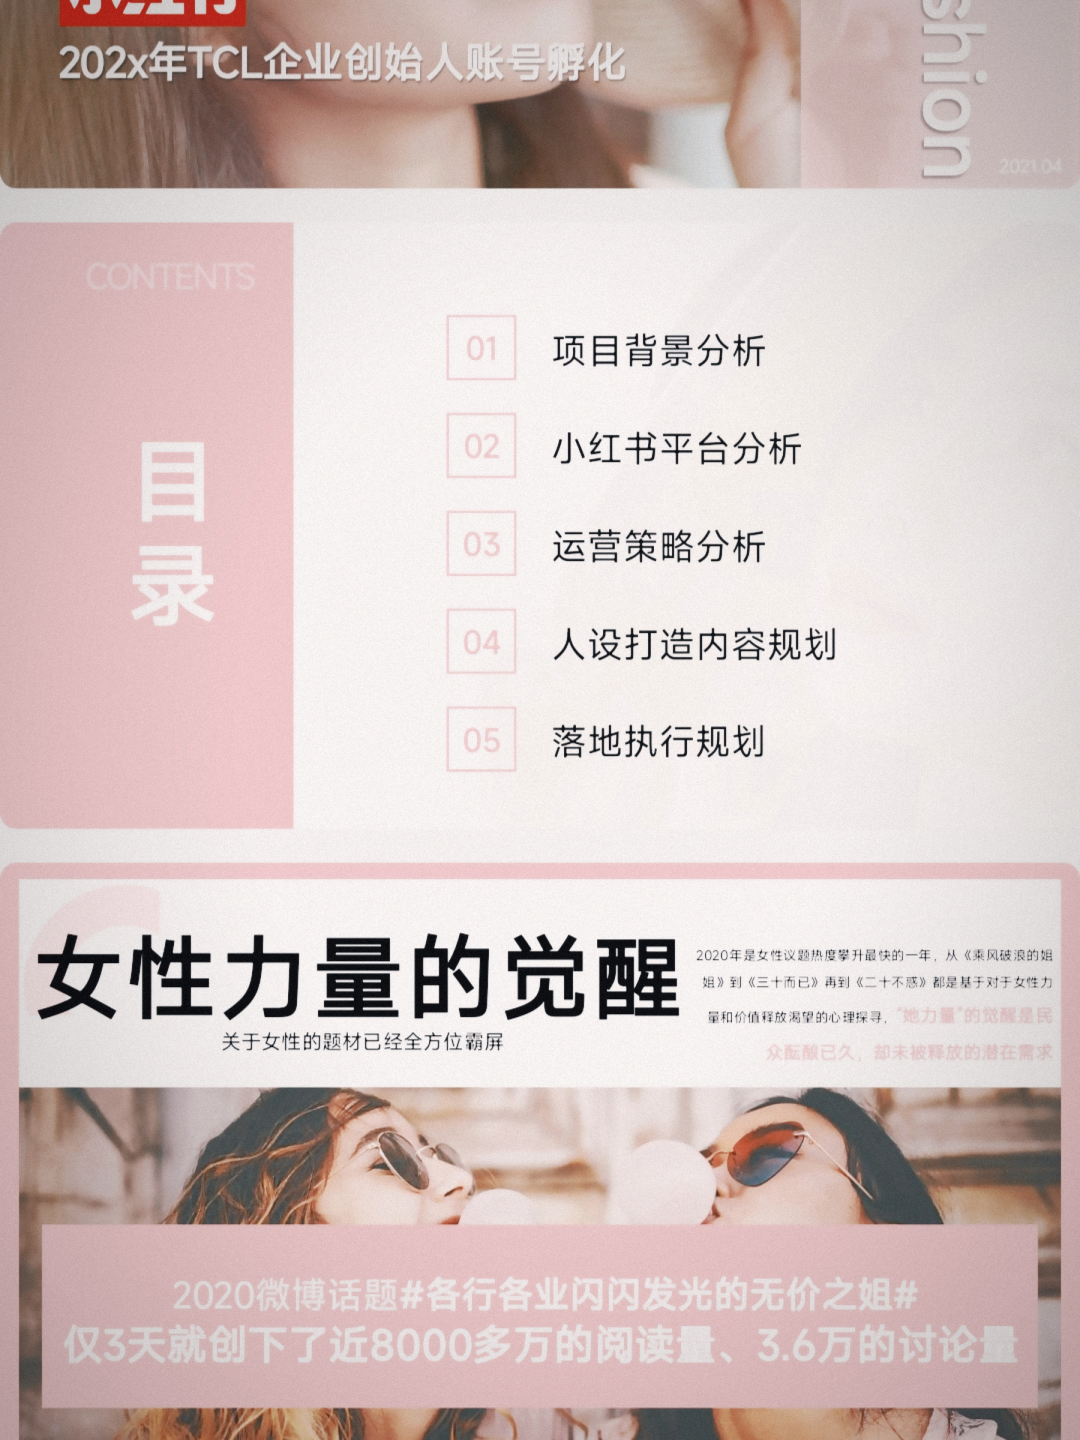 202x年TCL企业创始人账号孵化
shion
2021.04
CONTENTS
目录
01 项目背景分析
02 小红书平台分析
03 运营策略分析
04 人设打造内容规划
05 落地执行规划
女性力量的觉醒
关于女性的题材已经全方位霸屏
2020年是女性议题热度攀升最快的一年，从《乘风破浪的姐
姐》到《三十而已》再到《二十不惑》都是基于对于女性力
量和价值释放渴望的心理探寻，“她力量”的觉醒是民
众酝酿已久，却未被释放的潜在需求
2020微博话题#各行各业闪闪发光的无价之姐#
仅3天就创下了近8000多万的阅读量、3.6万的讨论量